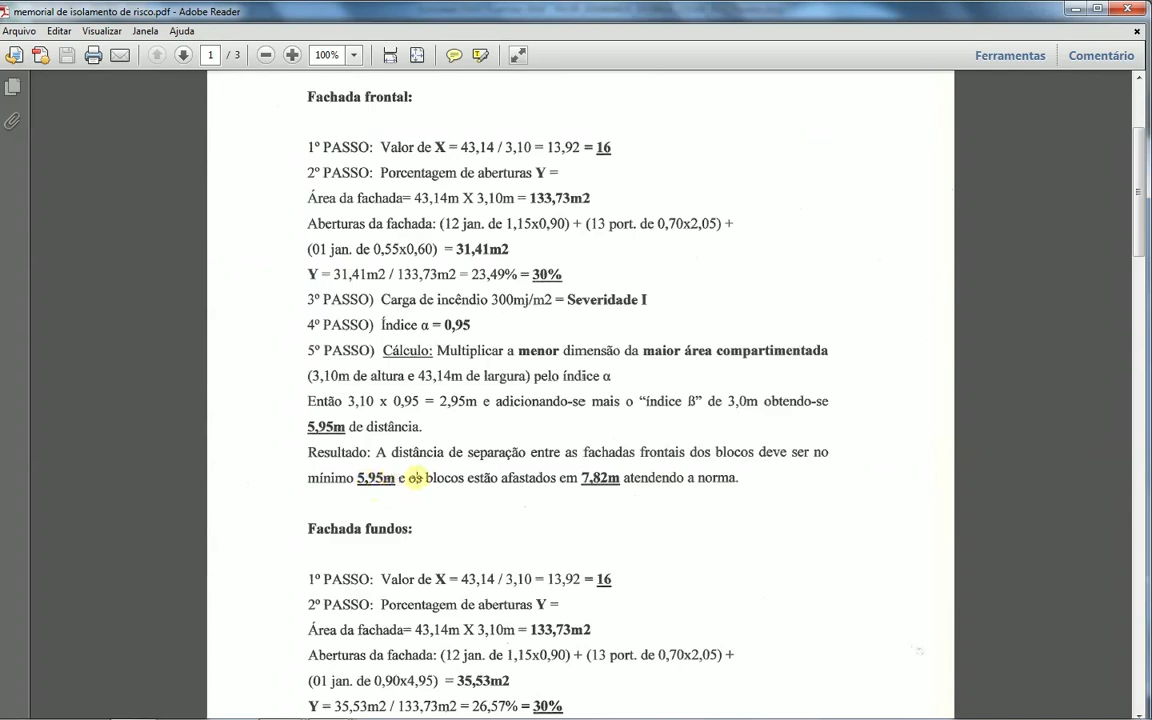 memorial de isolamento de risco.pdf - Adobe Reader
Arquivo Editar Visualizar Janela Ajuda
1 / 3 100% Ferramentas Comentário
Fachada frontal:
1º PASSO: Valor de X = 43,14 / 3,10 = 13,92 = 16
2º PASSO: Porcentagem de aberturas Y =
Área da fachada= 43,14m X 3,10m = 133,73m2
Aberturas da fachada: (12 jan. de 1,15x0,90) + (13 port. de 0,70x2,05) +
(01 jan. de 0,55x0,60) = 31,41m2
Y = 31,41m2 / 133,73m2 = 23,49% = 30%
3º PASSO) Carga de incêndio 300mj/m2 = Severidade I
4º PASSO) Índice α = 0,95
5º PASSO) Cálculo: Multiplicar a menor dimensão da maior área compartimentada
(3,10m de altura e 43,14m de largura) pelo índice α
Então 3,10 x 0,95 = 2,95m e adicionando-se mais o “índice ß” de 3,0m obtendo-se
5,95m de distância.
Resultado: A distância de separação entre as fachadas frontais dos blocos deve ser no
mínimo 5,95m e os blocos estão afastados em 7,82m atendendo a norma.
Fachada fundos:
1º PASSO: Valor de X = 43,14 / 3,10 = 13,92 = 16
2º PASSO: Porcentagem de aberturas Y =
Área da fachada= 43,14m X 3,10m = 133,73m2
Aberturas da fachada: (12 jan. de 1,15x0,90) + (13 port. de 0,70x2,05) +
(01 jan. de 0,90x4,95) = 35,53m2
Y = 35,53m2 / 133,73m2 = 26,57% = 30%